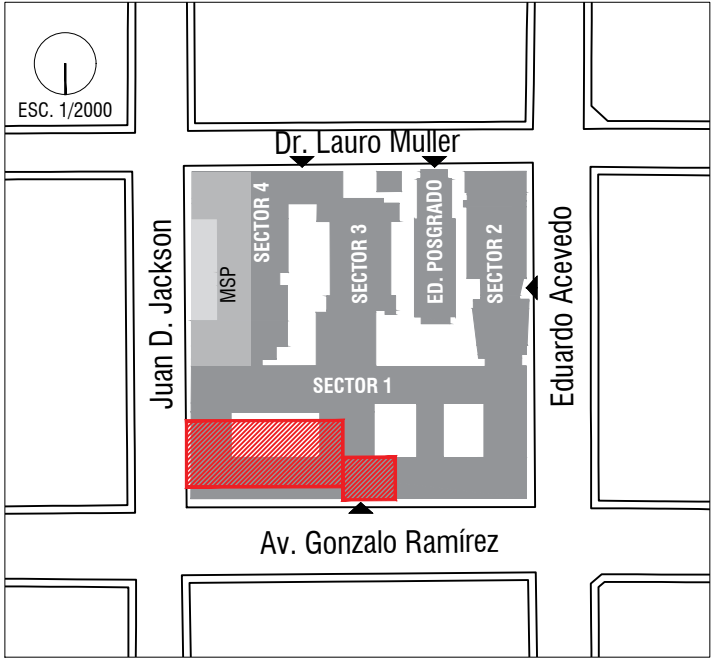 ESC. 1/2000
Dr. Lauro Muller
Juan D. Jackson
MSP
SECTOR 4
SECTOR 3
ED. POSGRADO
SECTOR 2
Eduardo Acevedo
SECTOR 1
Av. Gonzalo Ramírez